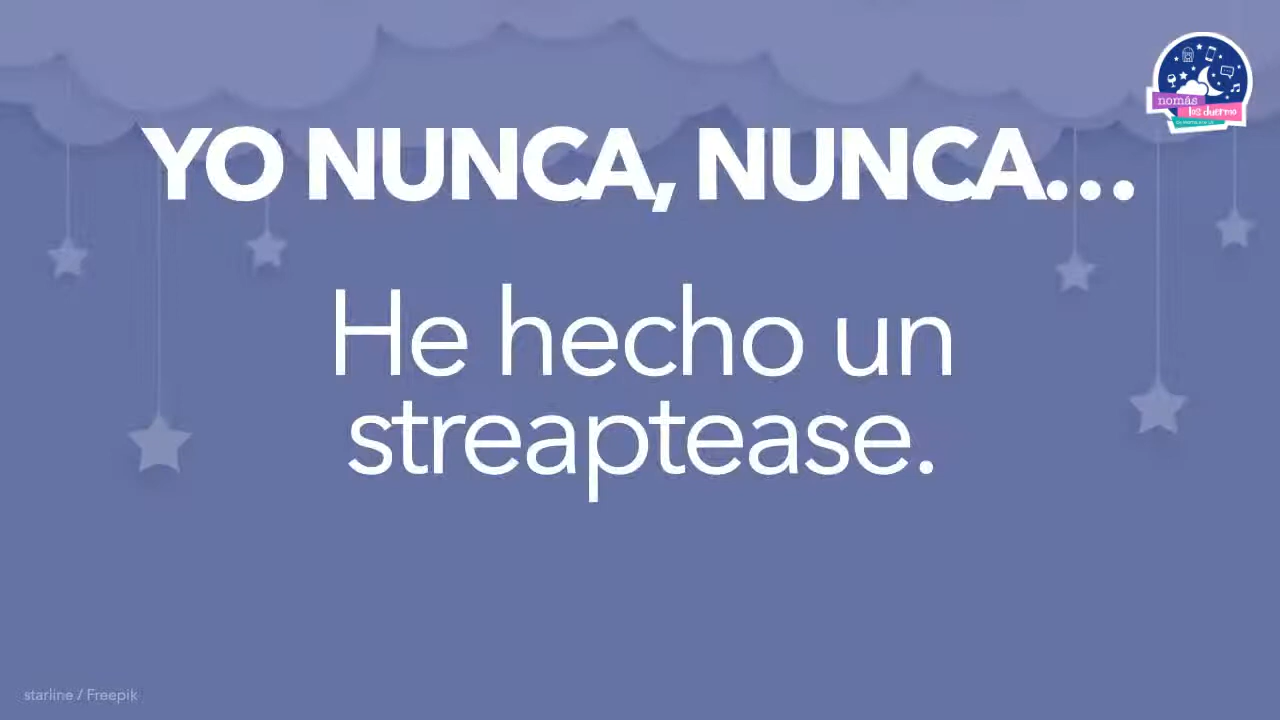 YO NUNCA, NUNCA...
He hecho un
streaptease.
nomás
los duermo
starline / Freepik